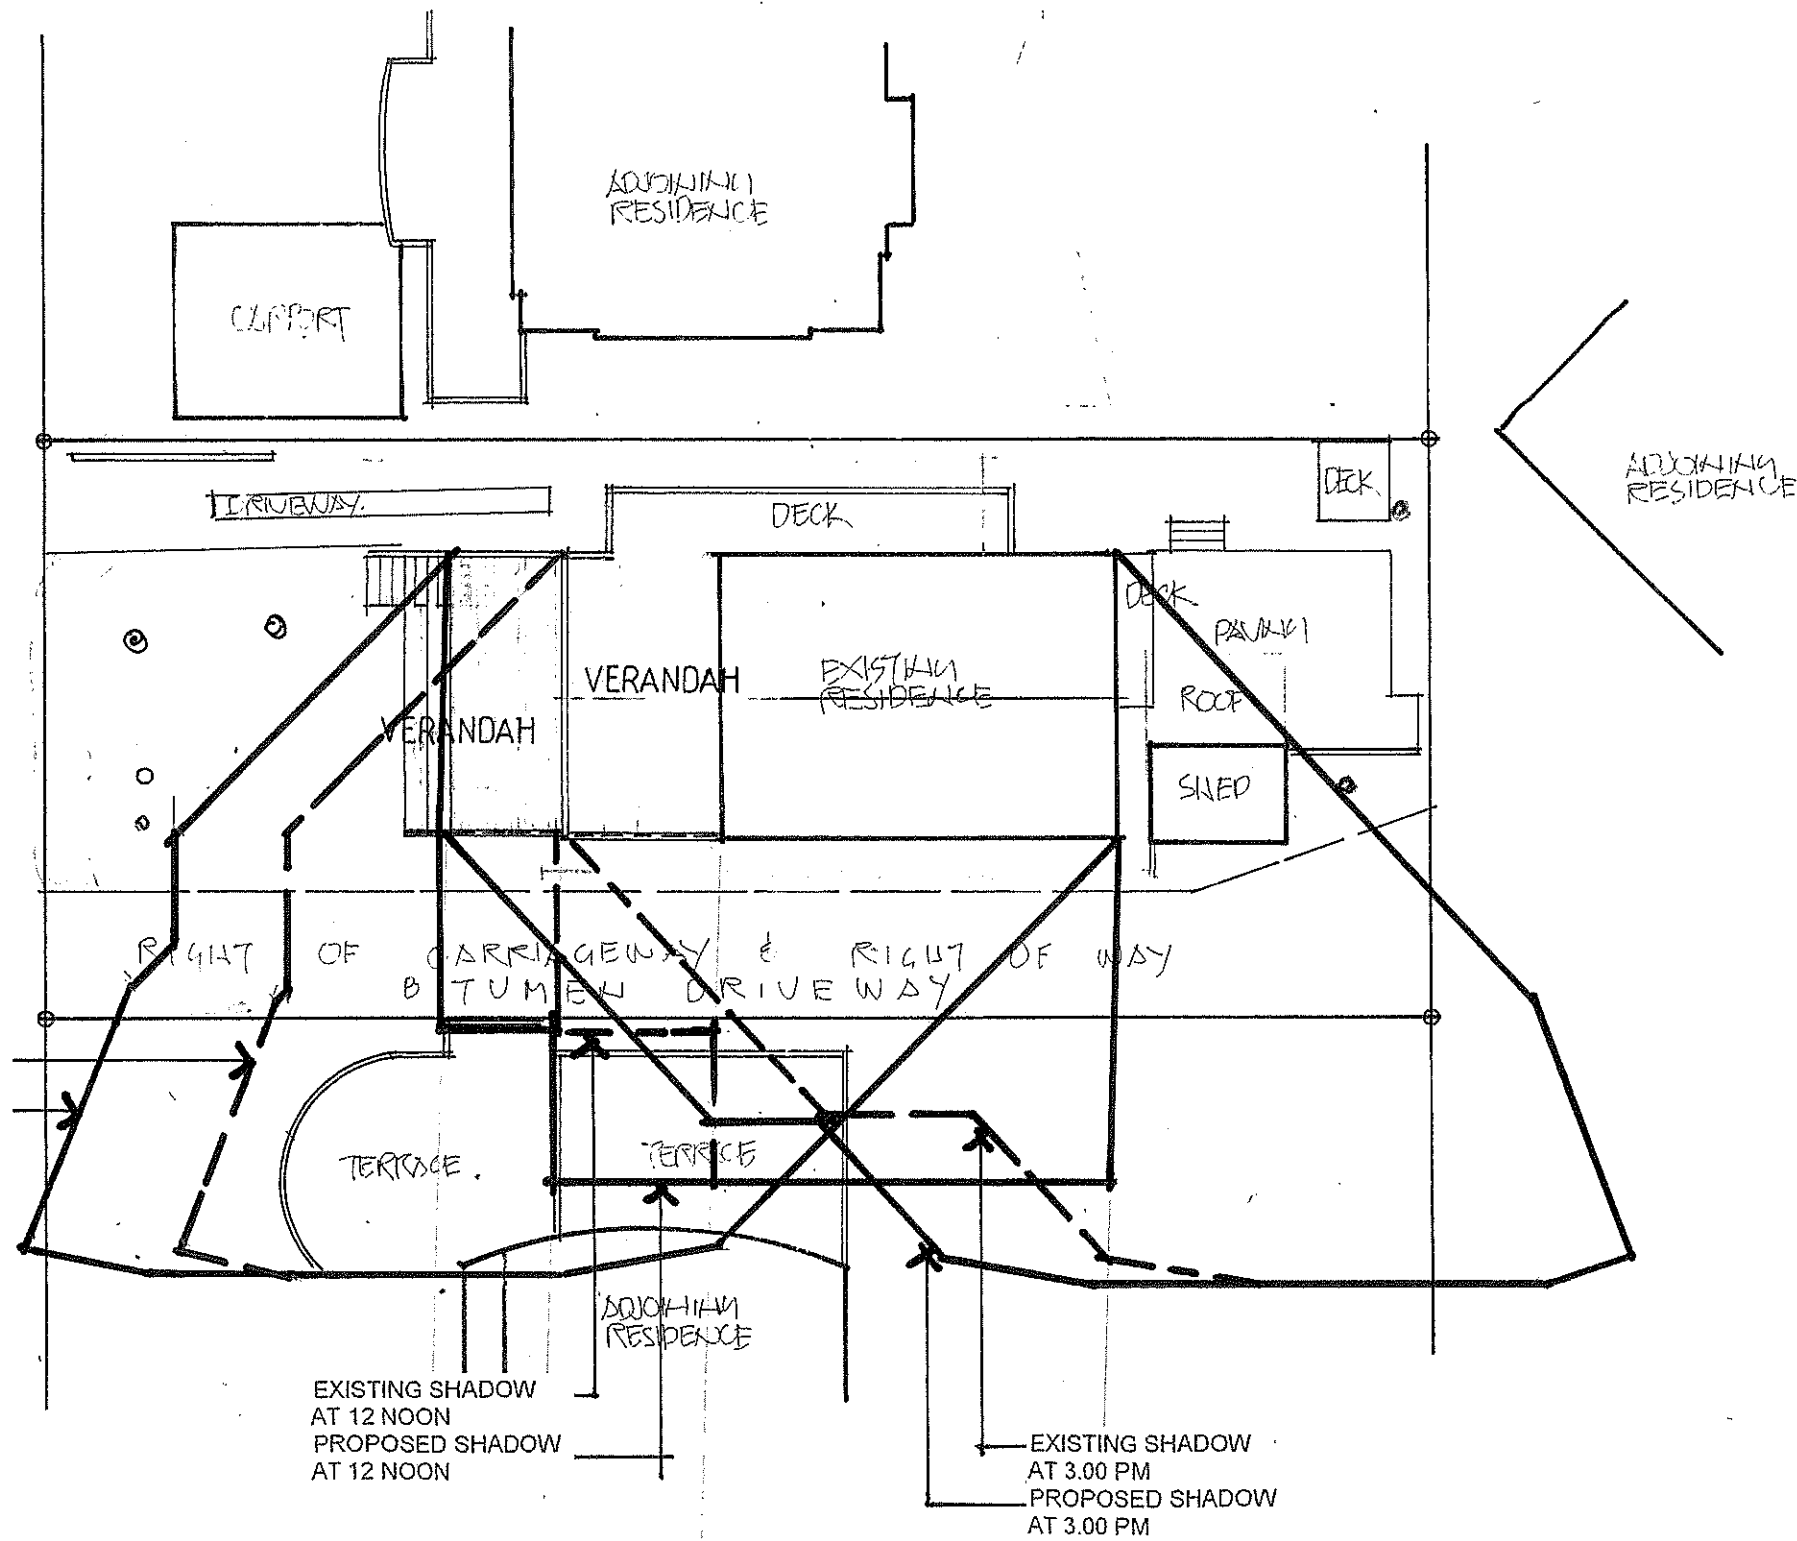 ADJOINING
RESIDENCE
CARPORT
ADJOINING
RESIDENCE
DECK
DRIVEWAY.
DECK
DECK
PAVING
VERANDAH
EXISTING
RESIDENCE
ROOF
VERANDAH
SHED
RIGHT OF CARRIAGEWAY & RIGHT OF WAY
BITUMEN DRIVEWAY
TERRACE.
TERRACE
ADJOINING
RESIDENCE
EXISTING SHADOW
AT 12 NOON
PROPOSED SHADOW
AT 12 NOON
EXISTING SHADOW
AT 3.00 PM
PROPOSED SHADOW
AT 3.00 PM